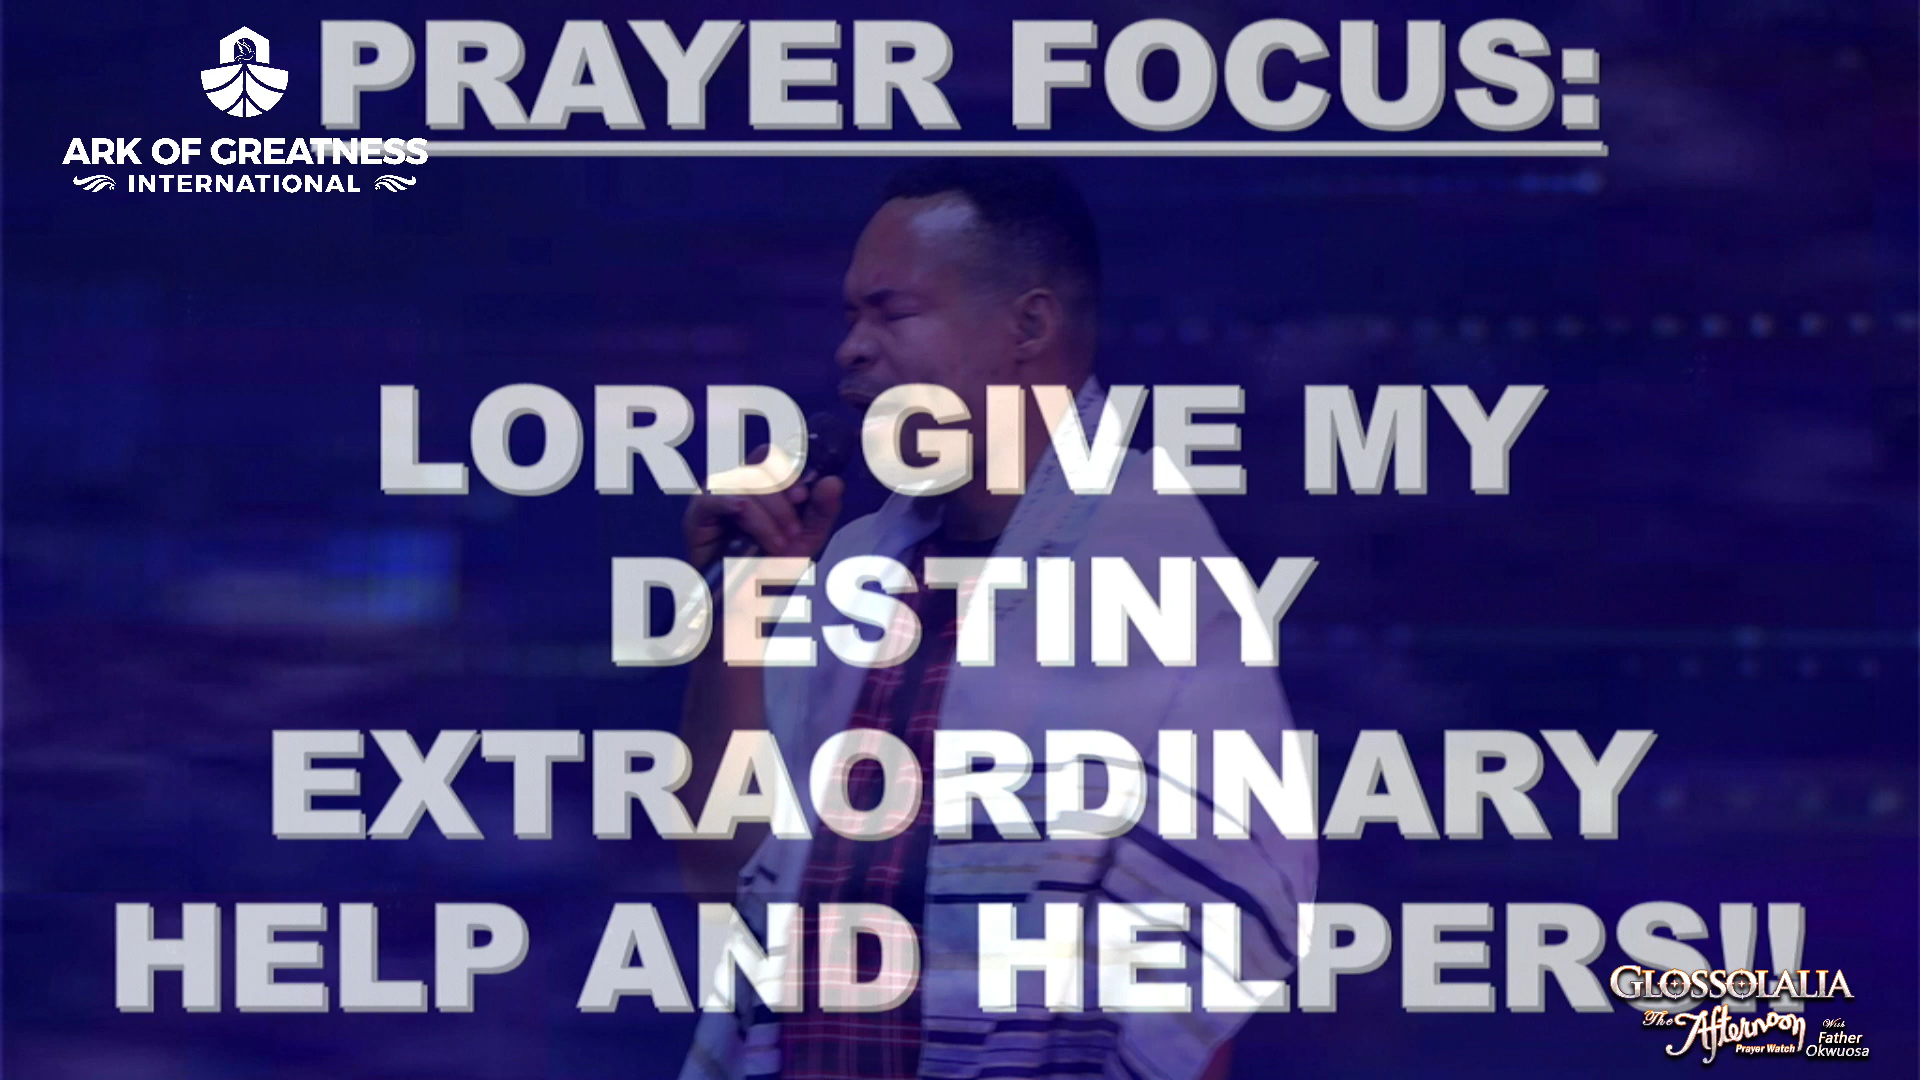 PRAYER FOCUS:
ARK OF GREATNESS
INTERNATIONAL
LORD GIVE MY
DESTINY
EXTRAORDINARY
HELP AND HELPERS!!
GLOSSOLALIA
The Afternoon
Prayer Watch
With
Father
Okwuosa